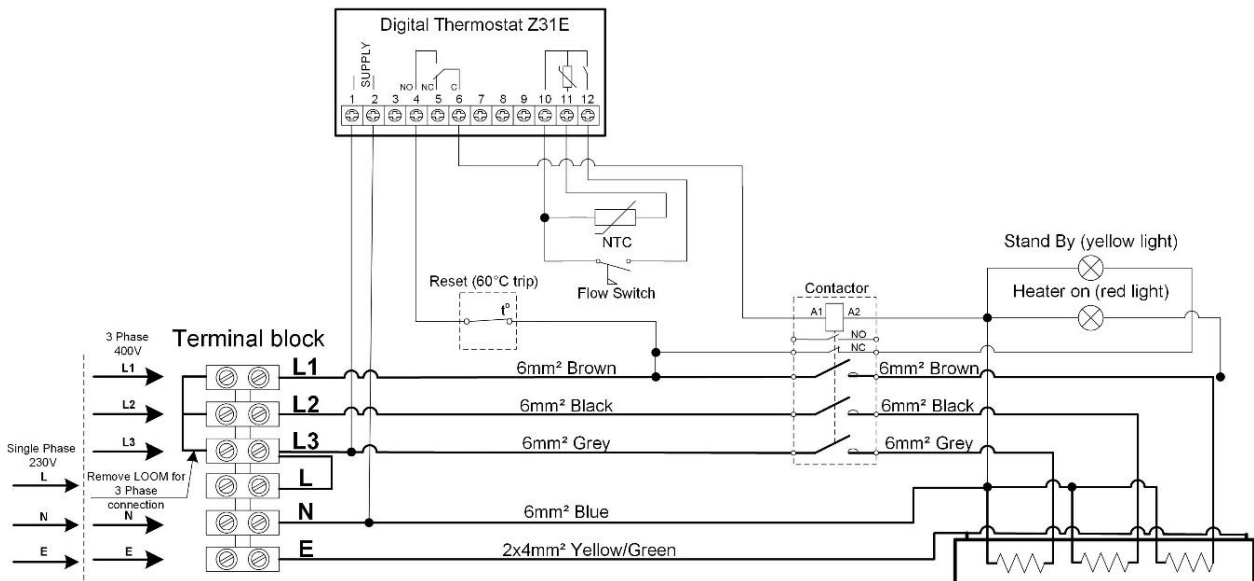 Digital Thermostat Z31E
SUPPLY
NO NC C
1 2 3 4 5 6 7 8 9 10 11 12
NTC
Flow Switch
Reset (60°C trip)
t°
Stand By (yellow light)
Heater on (red light)
Contactor
A1 A2
NO
NC
3 Phase
400V
Terminal block
L1 L1 6mm² Brown 6mm² Brown
L2 L2 6mm² Black 6mm² Black
L3 L3 6mm² Grey 6mm² Grey
Single Phase
230V
L L
Remove LOOM for
3 Phase
connection
N N N 6mm² Blue
E E E 2x4mm² Yellow/Green